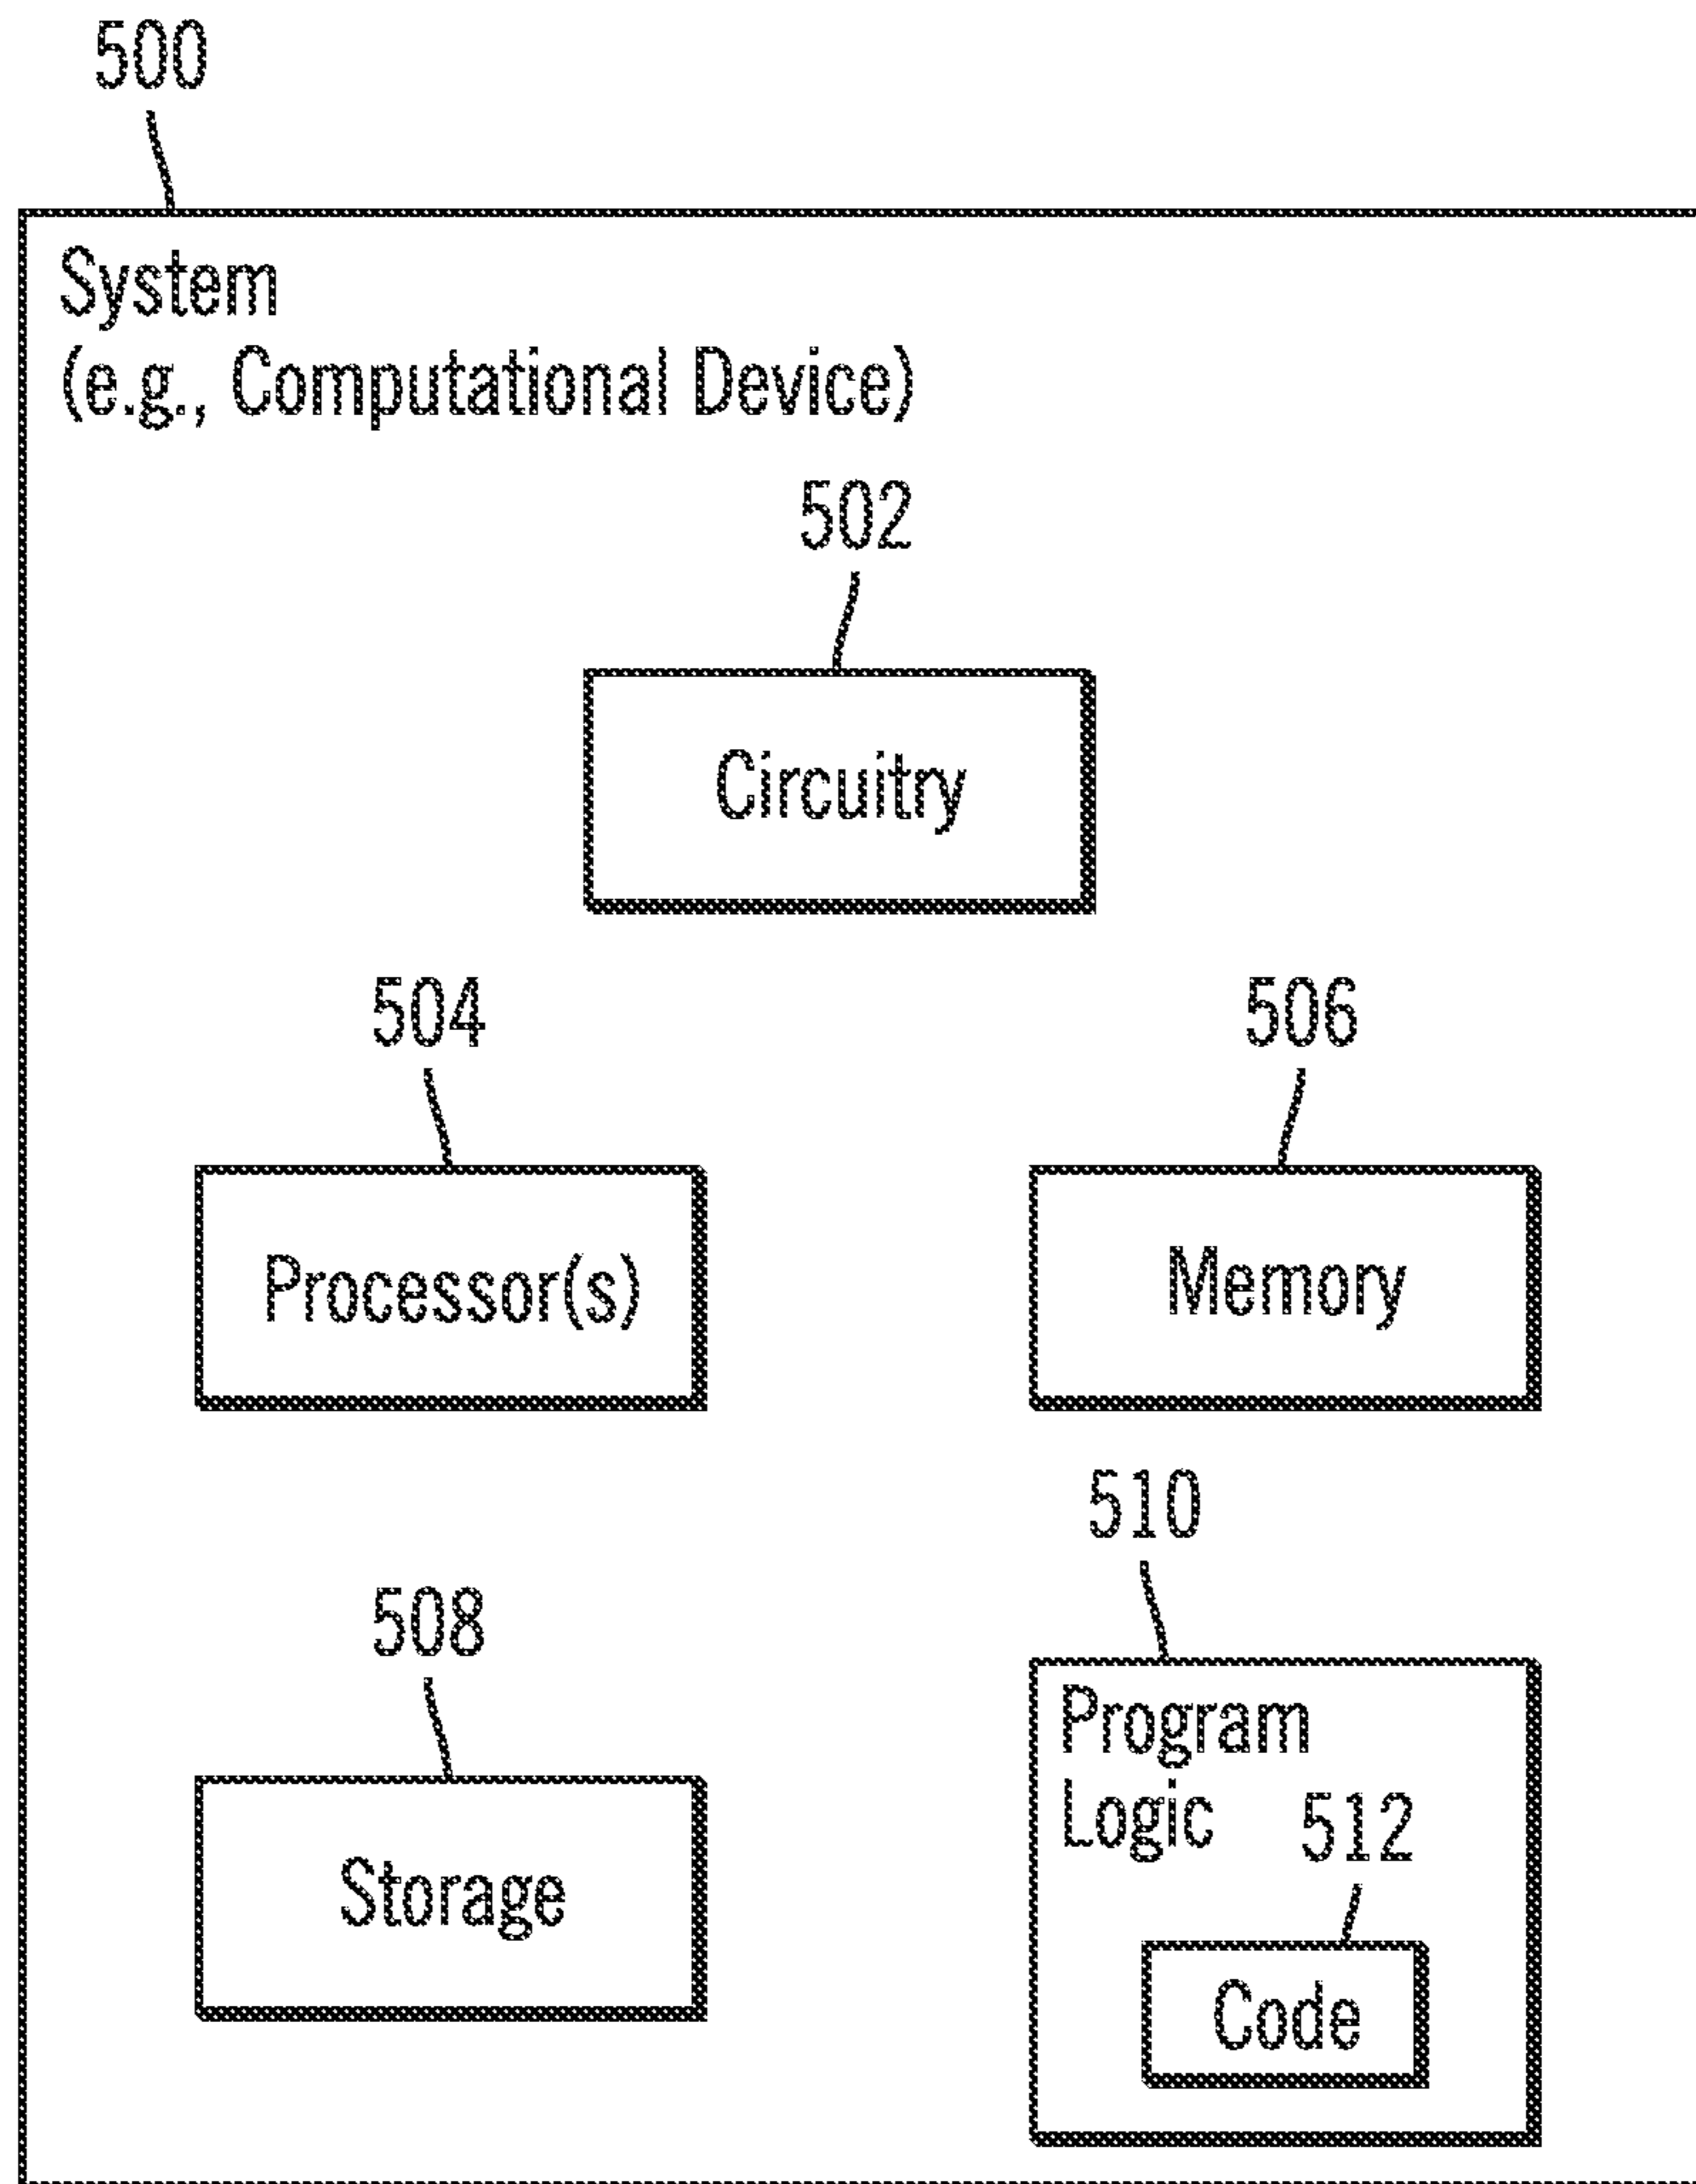 500
System
(e.g., Computational Device)
502
Circuitry
504
506
Processor(s)
Memory
510
508
Program
Logic
512
Storage
Code